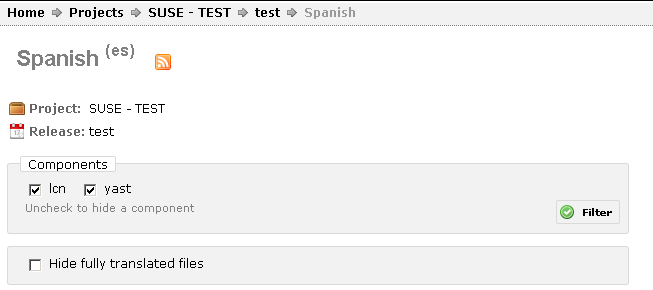 Home Projects SUSE - TEST test Spanish
Spanish (es)
Project: SUSE - TEST
Release: test
Components
lcn yast
Uncheck to hide a component
Filter
Hide fully translated files